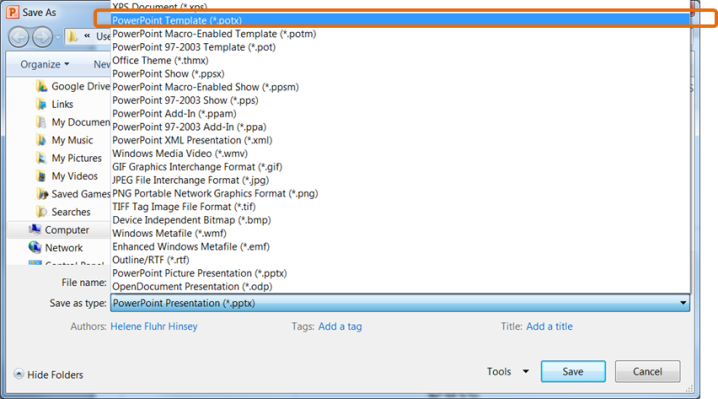 Save As
XPS Document (*.xps)
PowerPoint Template (*.potx)
« Use
PowerPoint Macro-Enabled Template (*.potm)
PowerPoint 97-2003 Template (*.pot)
Organize
Nev
Office Theme (*.thmx)
PowerPoint Show (*.ppsx)
Google Drive
PowerPoint Macro-Enabled Show (*.ppsm)
Links
PowerPoint 97-2003 Show (*.pps)
PowerPoint Add-In (*.ppam)
My Documen
PowerPoint 97-2003 Add-In (*.ppa)
My Music
PowerPoint XML Presentation (*.xml)
My Pictures
Windows Media Video (*.wmv)
GIF Graphics Interchange Format (*.gif)
My Videos
JPEG File Interchange Format (*.jpg)
Saved Games
PNG Portable Network Graphics Format (*.png)
TIFF Tag Image File Format (*.tif)
Searches
Device Independent Bitmap (*.bmp)
Computer
Windows Metafile (*.wmf)
Network
Enhanced Windows Metafile (*.emf)
Outline/RTF (*.rtf)
Control Panel
PowerPoint Picture Presentation (*.pptx)
File name:
OpenDocument Presentation (*.odp)
Save as type:
PowerPoint Presentation (*.pptx)
Authors: Helene Fluhr Hinsey
Tags: Add a tag
Title: Add a title
Hide Folders
Tools
Save
Cancel